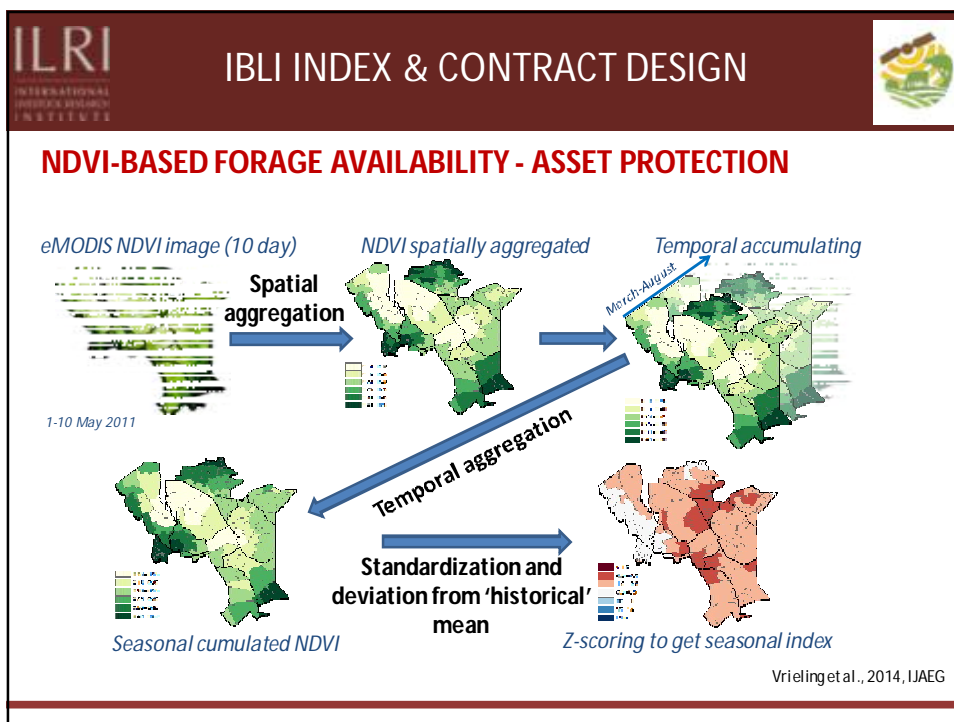 ILRI
INTERNATIONAL
LIVESTOCK RESEARCH
INSTITUTE
IBLI INDEX & CONTRACT DESIGN
NDVI-BASED FORAGE AVAILABILITY - ASSET PROTECTION
eMODIS NDVI image (10 day)
NDVI spatially aggregated
Temporal accumulating
Spatial
aggregation
March-August
1-10 May 2011
Temporal aggregation
Standardization and
deviation from 'historical'
mean
Seasonal cumulated NDVI
Z-scoring to get seasonal index
Vrieling et al., 2014, IJAEG